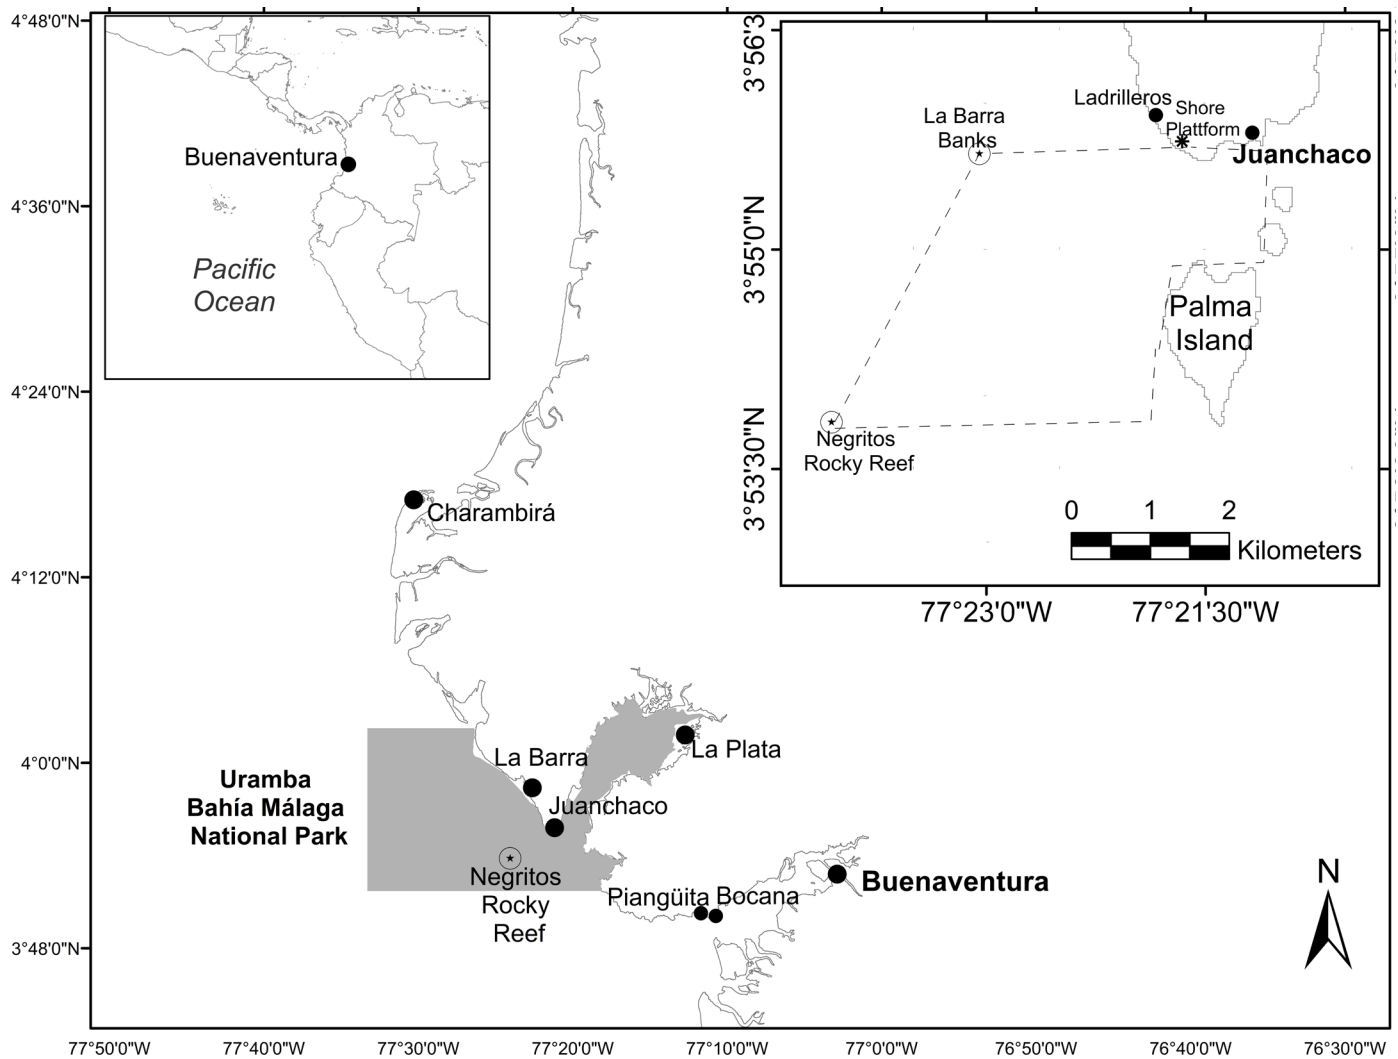 4°48'0"N
4°36'0"N
4°24'0"N
4°12'0"N
4°0'0"N
3°48'0"N
Buenaventura
Pacific
Ocean
3°56'3
3°55'0"N
3°53'30"N
La Barra
Banks
Ladrilleros
Shore
Plattform
Juanchaco
Palma
Island
Negritos
Rocky Reef
0 1 2
Kilometers
77°23'0"W 77°21'30"W
Charambirá
La Barra
La Plata
Juanchaco
Uramba
Bahía Málaga
National Park
Negritos
Rocky
Reef
Piangüita Bocana
Buenaventura
N
77°50'0"W 77°40'0"W 77°30'0"W 77°20'0"W 77°10'0"W 77°0'0"W 76°50'0"W 76°40'0"W 76°30'0"W